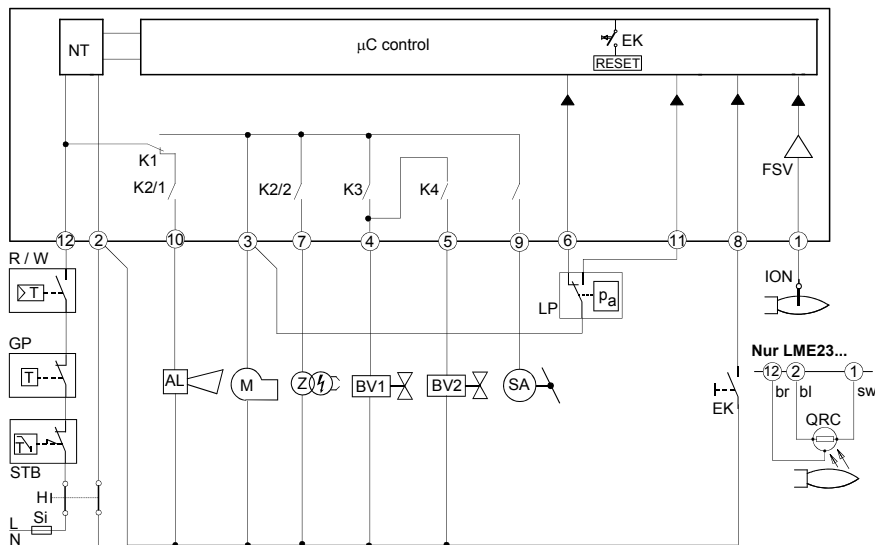 NT
µC control
EK
RESET
FSV
K1
K2/1
K2/2
K3
K4
12 2 10 3 7 4 5 9 6 11 8 1
R / W
T
LP
pa
ION
GP
T
AL
M
Z
BV1
BV2
SA
EK
Nur LME23...
12 2 1
br bl sw
QRC
T
STB
H
L
N
Si